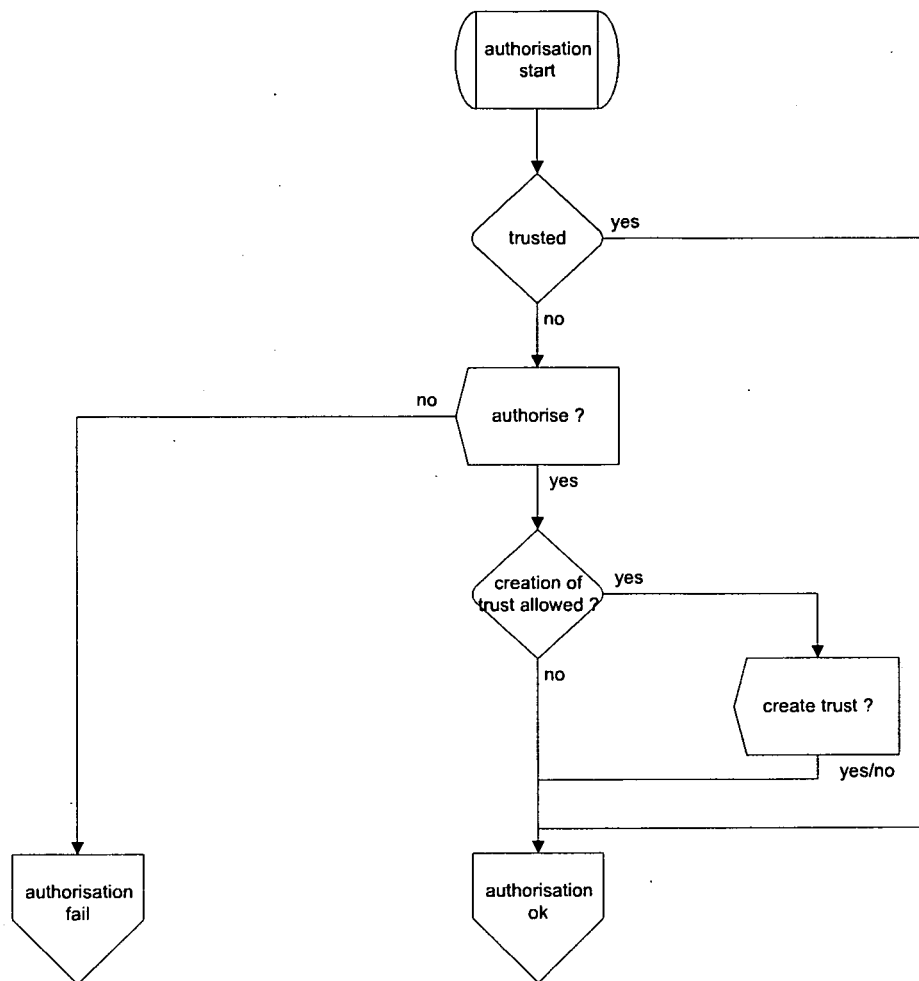 authorisation
start
trusted
yes
no
no
authorise ?
yes
creation of
trust allowed ?
yes
no
create trust ?
yes/no
authorisation
fail
authorisation
ok